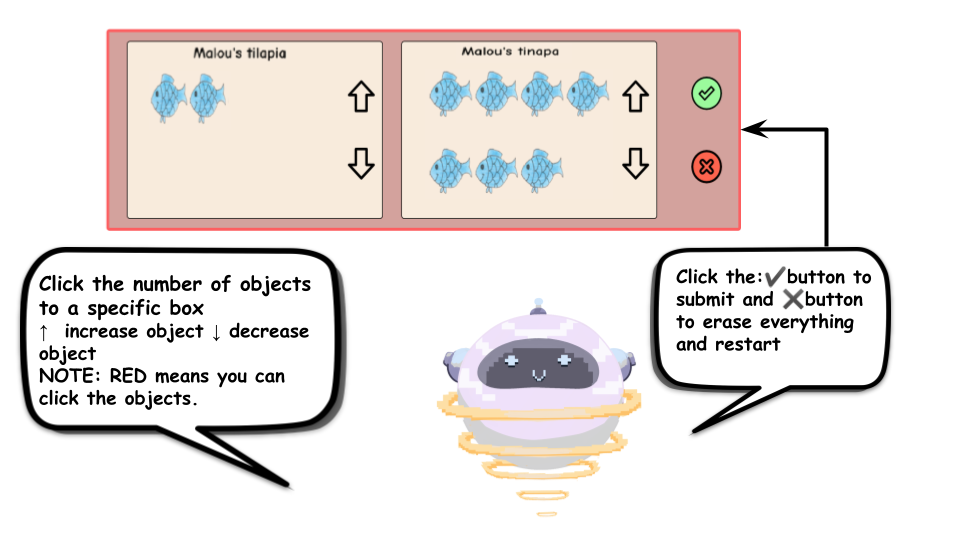 Malou's tilapia
Malou's tinapa
Click the number of objects
to a specific box
↑ increase object ↓ decrease
object
NOTE: RED means you can
click the objects.
Click the:✔button to
submit and ✖button
to erase everything
and restart